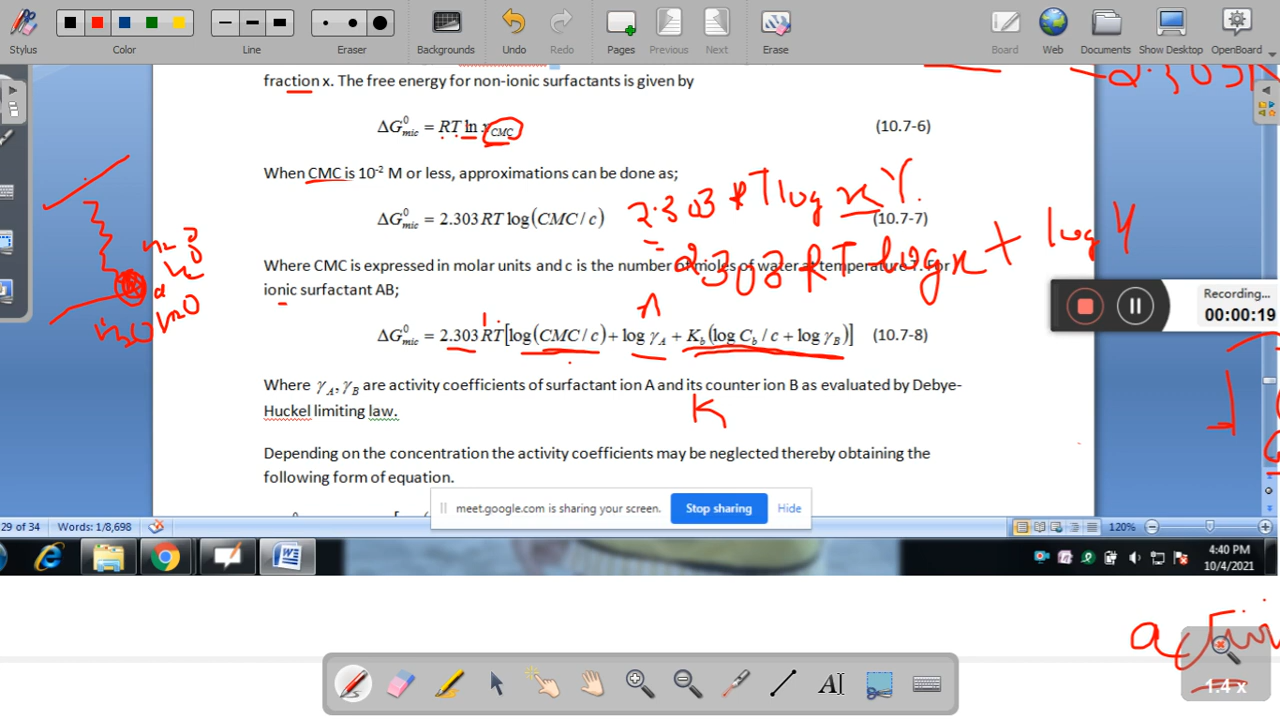 Stylus
Color
Line
Eraser
Backgrounds
Undo
Redo
Pages
Previous
Next
Erase
Board
Web
Documents
Show Desktop
OpenBoard
fraction x. The free energy for non-ionic surfactants is given by
ΔG⁰mic = RT ln xCMC (10.7-6)
When CMC is 10⁻² M or less, approximations can be done as;
2.303 RT log x γ
ΔG⁰mic = 2.303 RT log(CMC / c) (10.7-7)
= 2.303 RT log x + log γ
Where CMC is expressed in molar units and c is the number of moles of water at temperature T. For
ionic surfactant AB;
A
ΔG⁰mic = 2.303 RT[log(CMC / c) + log γA + Kb(log Cb / c + log γB)] (10.7-8)
Where γA, γB are activity coefficients of surfactant ion A and its counter ion B as evaluated by Debye-
Huckel limiting law.
K
Depending on the concentration the activity coefficients may be neglected thereby obtaining the
following form of equation.
Recording...
00:00:19
meet.google.com is sharing your screen.
Stop sharing
Hide
29 of 34
Words: 1/8,698
120%
4:40 PM
10/4/2021
1.4 x